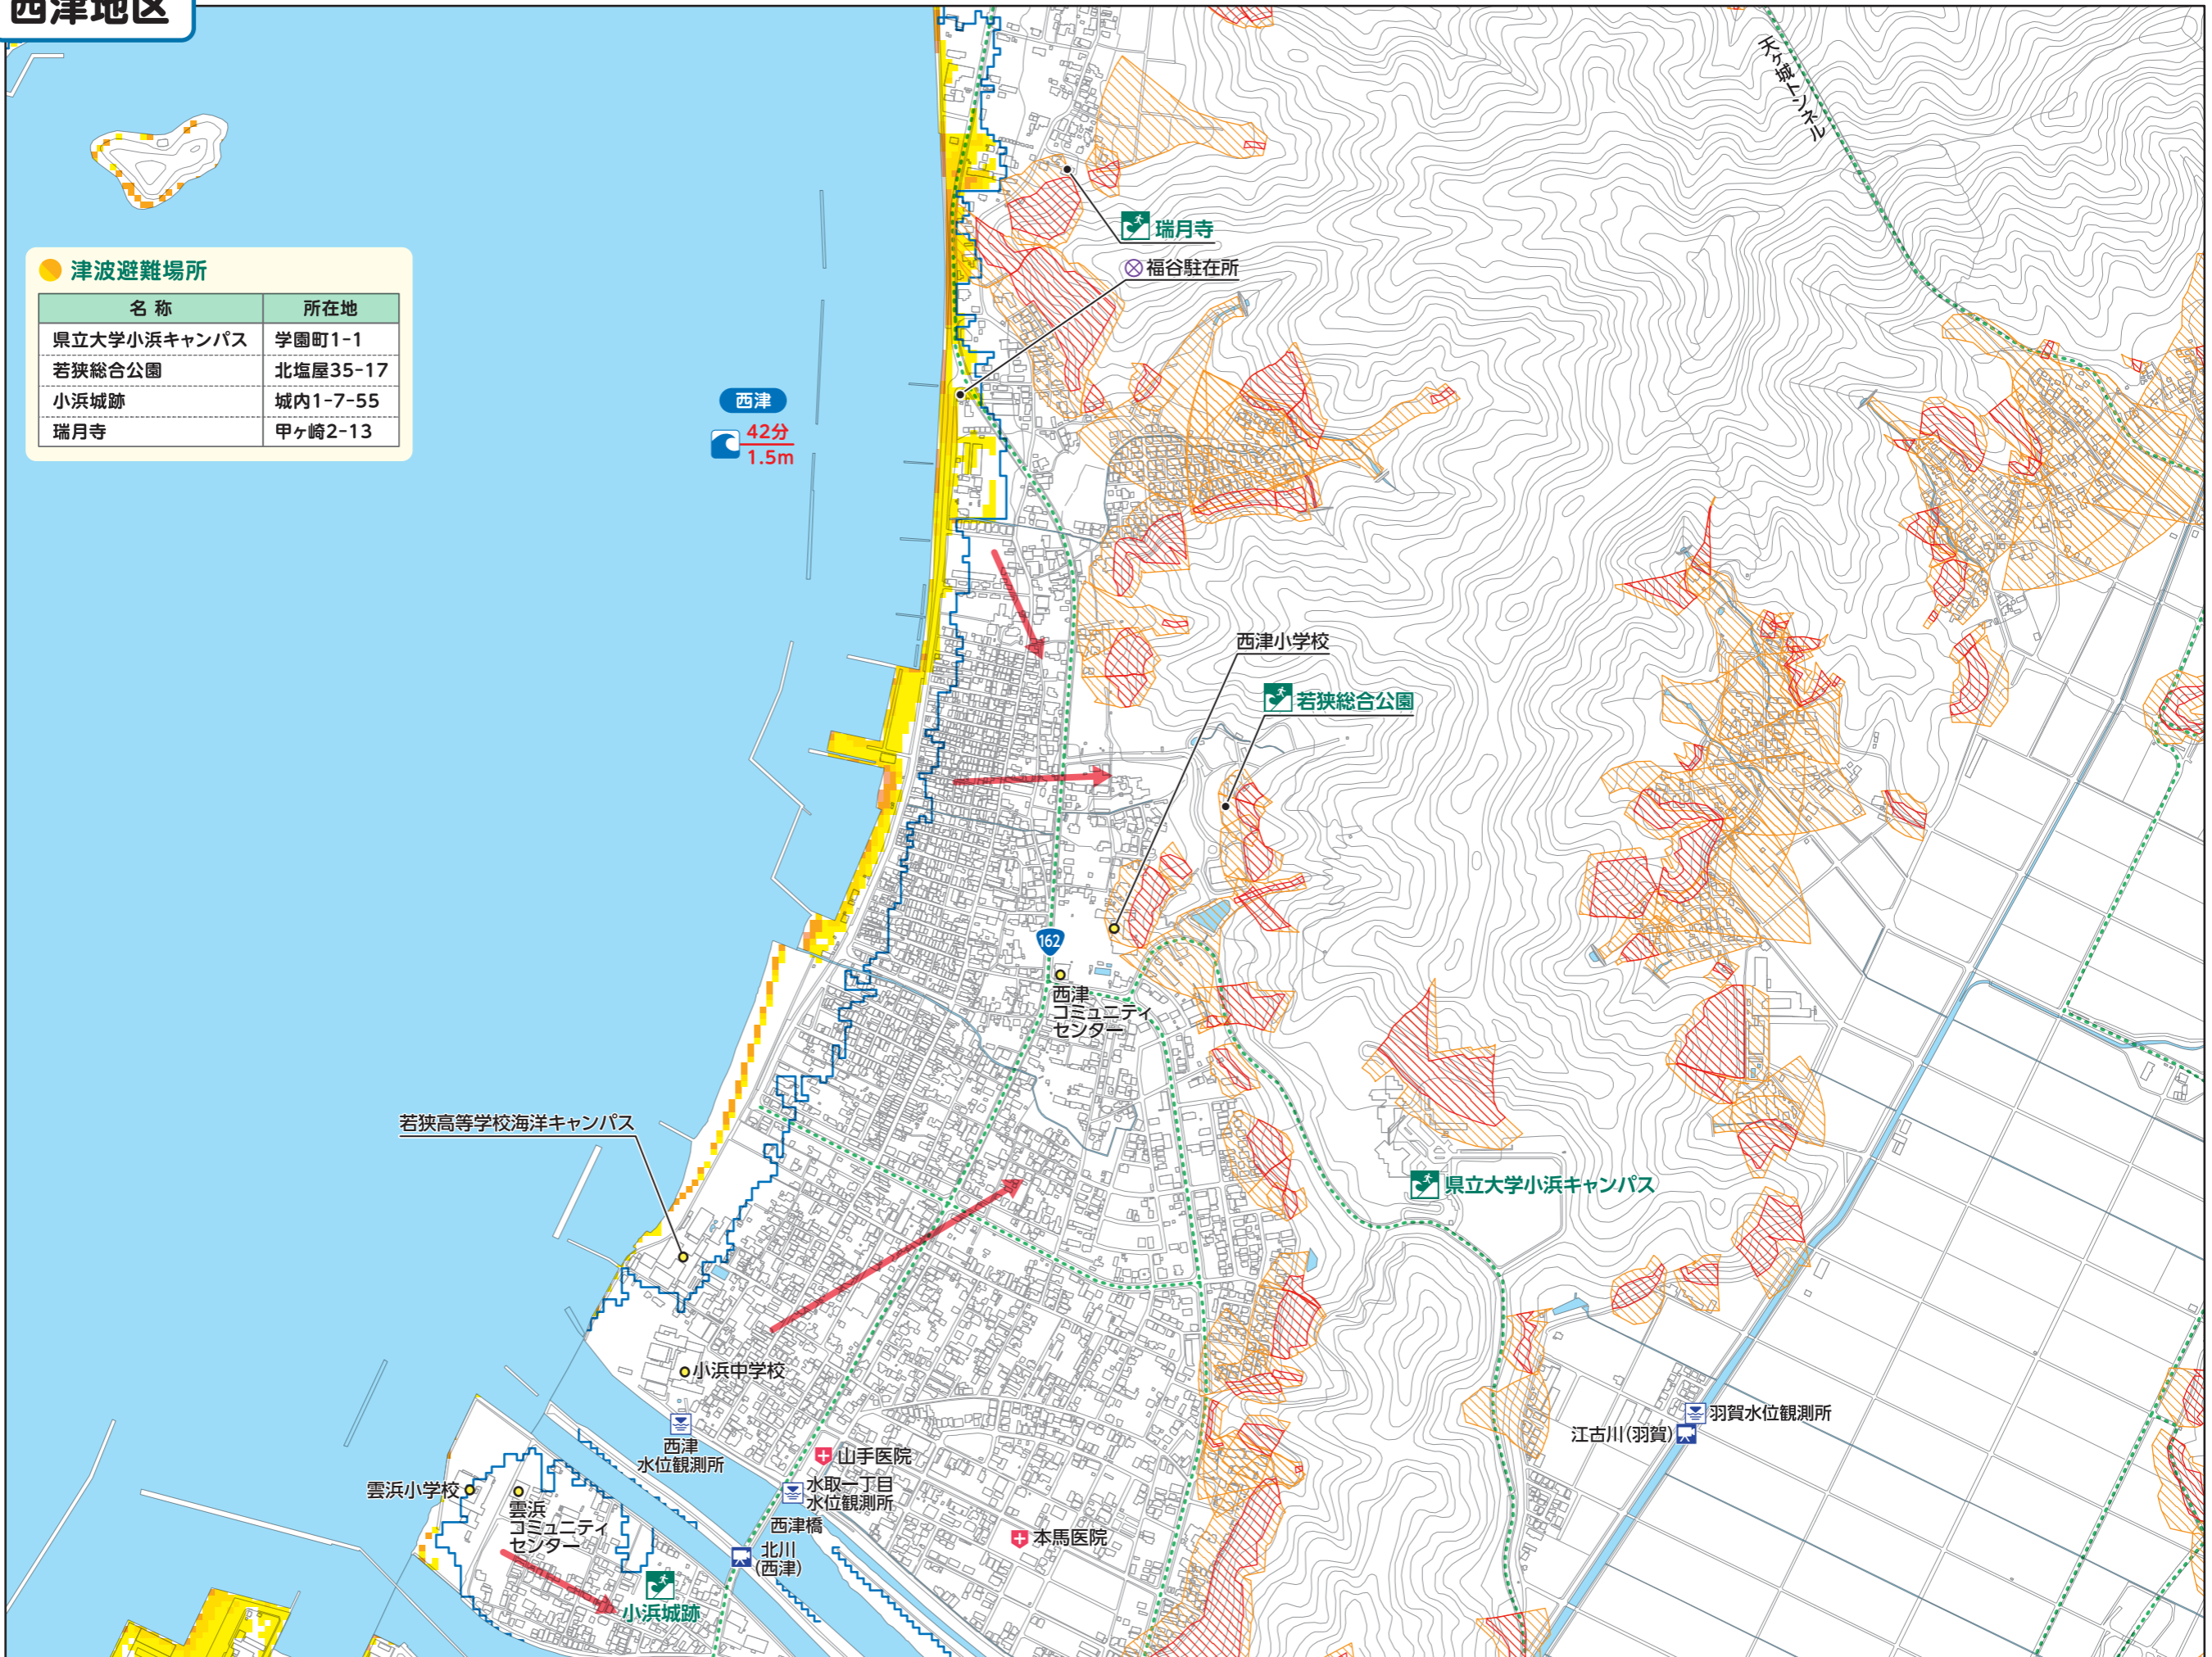 西津地区
天ヶ城トンネル
津波避難場所
名 称 所在地
県立大学小浜キャンパス 学園町1-1
若狭総合公園 北塩屋35-17
小浜城跡 城内1-7-55
瑞月寺 甲ヶ崎2-13
瑞月寺
福谷駐在所
西津
42分
1.5m
西津小学校
若狭総合公園
162
西津
コミュニティ
センター
若狭高等学校海洋キャンパス
県立大学小浜キャンパス
小浜中学校
西津
水位観測所
山手医院
水取一丁目
水位観測所
西津橋
北川
(西津)
本馬医院
羽賀水位観測所
江古川(羽賀)
雲浜小学校
雲浜
コミュニティ
センター
小浜城跡